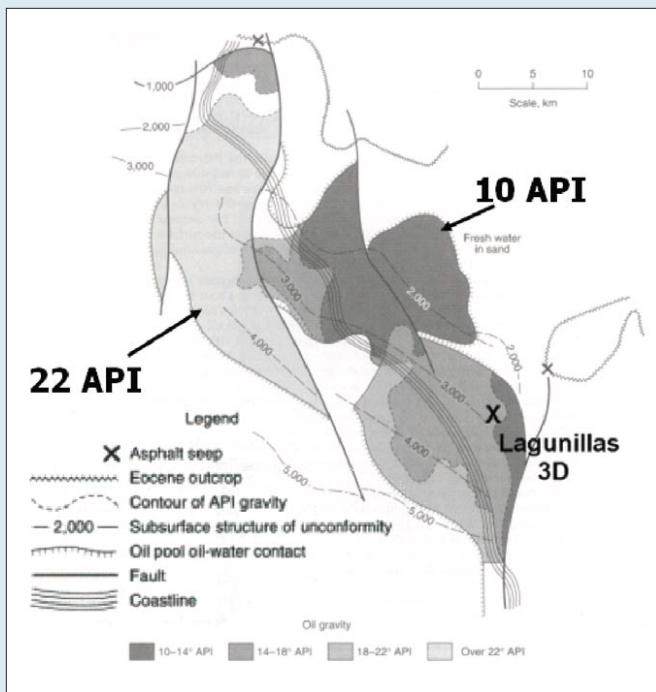 1,000
2,000
3,000
0 5 10
Scale, km
10 API
Fresh water
in sand
2,000
3,000
2,000
4,000
22 API
3,000
X
Lagunillas
3D
4,000
5,000
5,000
Legend
Asphalt seep
Eocene outcrop
Contour of API gravity
2,000 Subsurface structure of unconformity
Oil pool oil-water contact
Fault
Coastline
Oil gravity
10–14° API 14–18° API 18–22° API Over 22° API